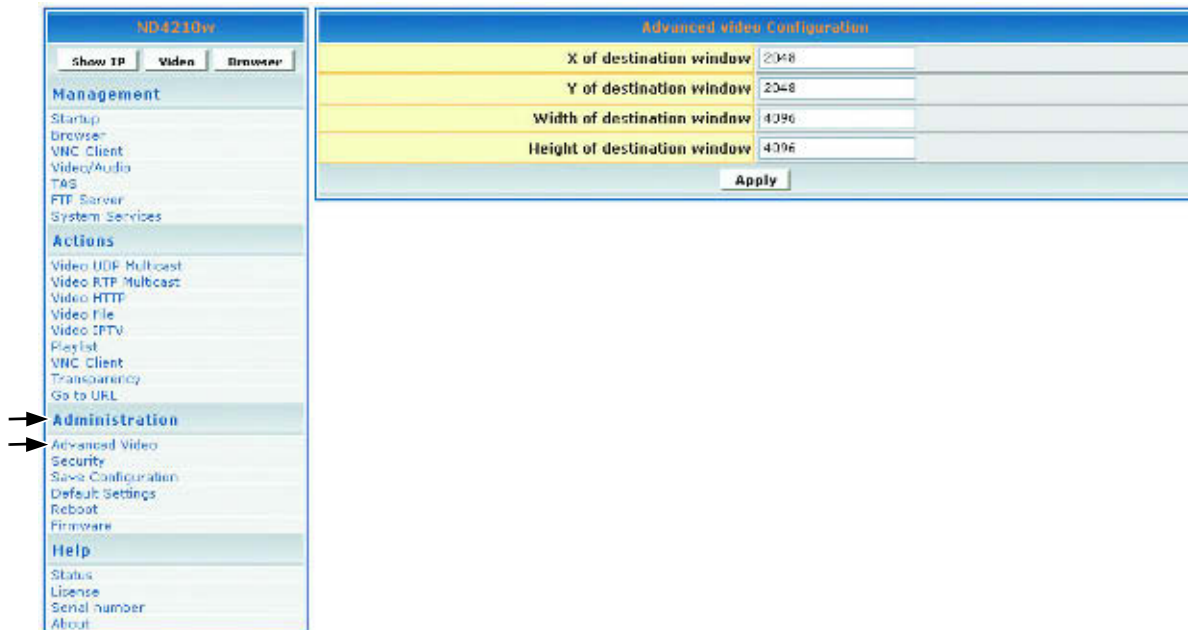 ND4210vr
Show IP Video Browser
Management
Startup
Browser
VNC Client
Video/Audio
TAS
FTP Server
System Services
Actions
Video UDP Multicast
Video RTP Multicast
Video HTTP
Video File
Video IPTV
Playlist
VNC Client
Transparency
Go to URL
Administration
Advanced Video
Security
Save Configuration
Default Settings
Reboot
Firmware
Help
Status
License
Serial number
About
Advanced video Configuration
X of destination window 2048
Y of destination window 2048
Width of destination window 4096
Height of destination window 4096
Apply